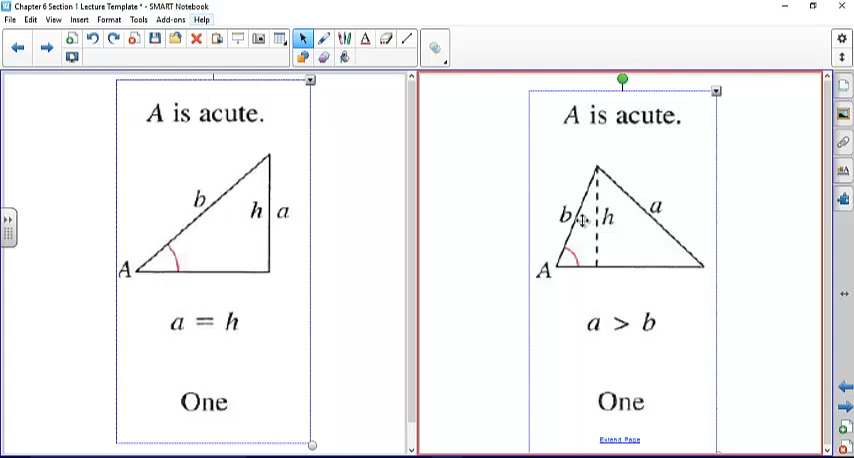 Chapter 6 Section 1 Lecture Template * - SMART Notebook
File Edit View Insert Format Tools Add-ons Help
A is acute.
b
h a
A
a = h
One
A is acute.
b h a
A
a > b
One
Extend Page